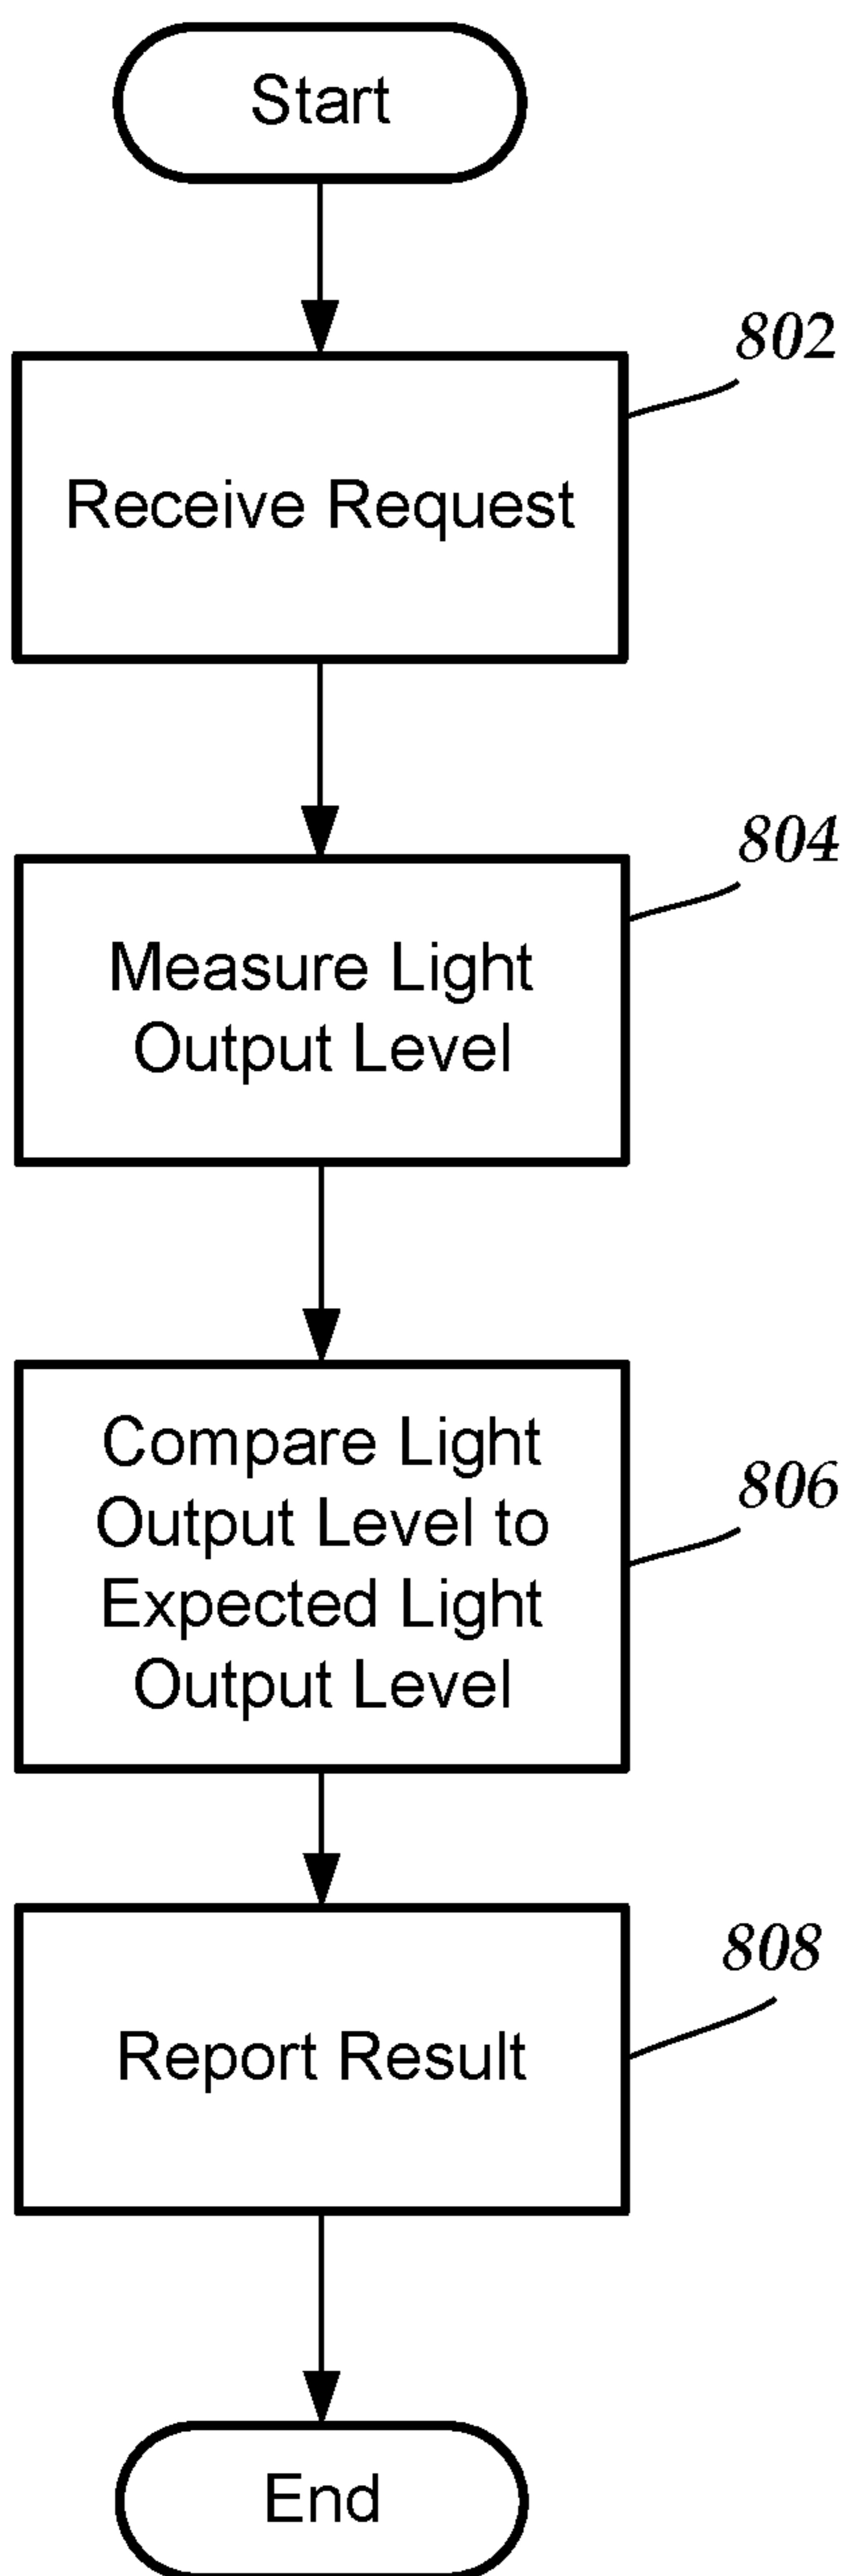 Start
802
Receive Request
804
Measure Light
Output Level
Compare Light
Output Level to
Expected Light
Output Level
806
808
Report Result
End